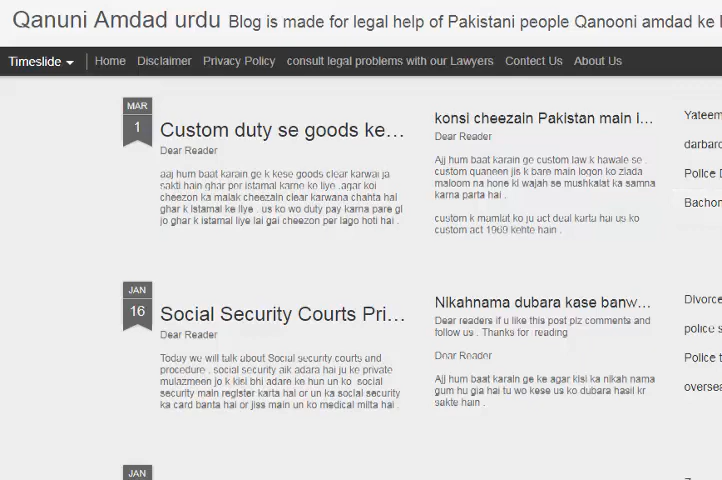 Qanuni Amdad urdu Blog is made for legal help of Pakistani people Qanooni amdad ke
Timeslide Home Disclaimer Privacy Policy consult legal problems with our Lawyers Contact Us About Us
MAR
1
Custom duty se goods ke...
Dear Reader
aaj hum baat karain ge k kese goods clear karwai ja
sakti hain ghar per istamal karne ke liye .agar koi
cheezon ka malak cheezain clear karwana chahta hai
ghar k istamal ke liye . us ko wo duty pay karna pare gi
jo ghar k istamal liye lai gai cheezon per lago hoti hai .
konsi cheezain Pakistan main i...
Dear Reader
Ajj hum baat karain ge custom law k hawale se .
custom quaneen jis k bare main logon ko ziada
maloom na hone ki wajah se mushkalat ka samna
karna parta hai .
custom k mamlat ko ju act deal karta hai us ko
custom act 1969 kehte hain .
Yateem
darbaro
Police D
Bachon
JAN
16
Social Security Courts Pri...
Dear Reader
Today we will talk about Social security courts and
procedure . social security aik adara hai ju ke private
mulazmeen jo k kisi bhi adare ke hun un ko social
security main register karta hai or un ka social security
ka card banta hai or jiss main un ko medical milta hai .
Nikahnama dubara kase banw...
Dear readers if u like this post plz comments and
follow us . Thanks for reading
Dear Reader
Ajj hum baat karain ge ke agar kisi ka nikah nama
gum hu gia hai tu wo kese us ko dubara hasil kr
sakte hain .
Divorce
police s
Police t
oversea
JAN